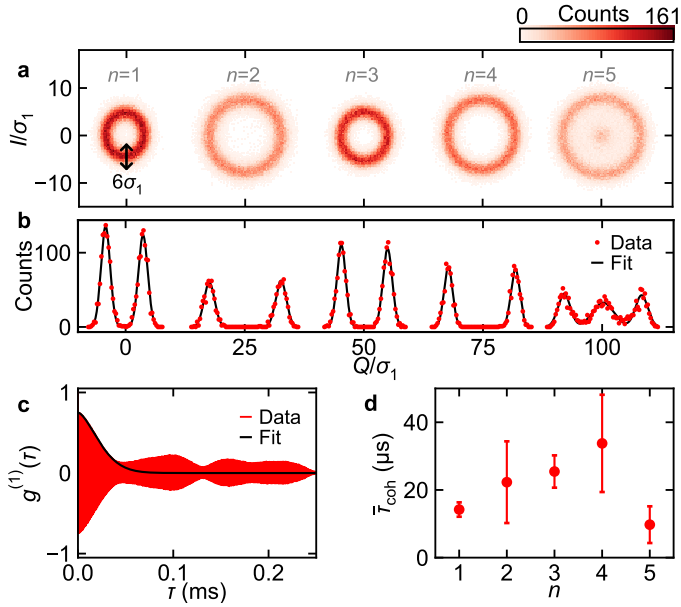 Counts
0 161
a
n=1 n=2 n=3 n=4 n=5
I/σ₁
10
0
−10
6σ₁
b
Counts
100
0
Data
Fit
0 25 50 75 100
Q/σ₁
c
g⁽¹⁾(τ)
1
0
−1
Data
Fit
0.0 0.1 0.2
τ (ms)
d
τ̄coh (μs)
40
20
0
1 2 3 4 5
n